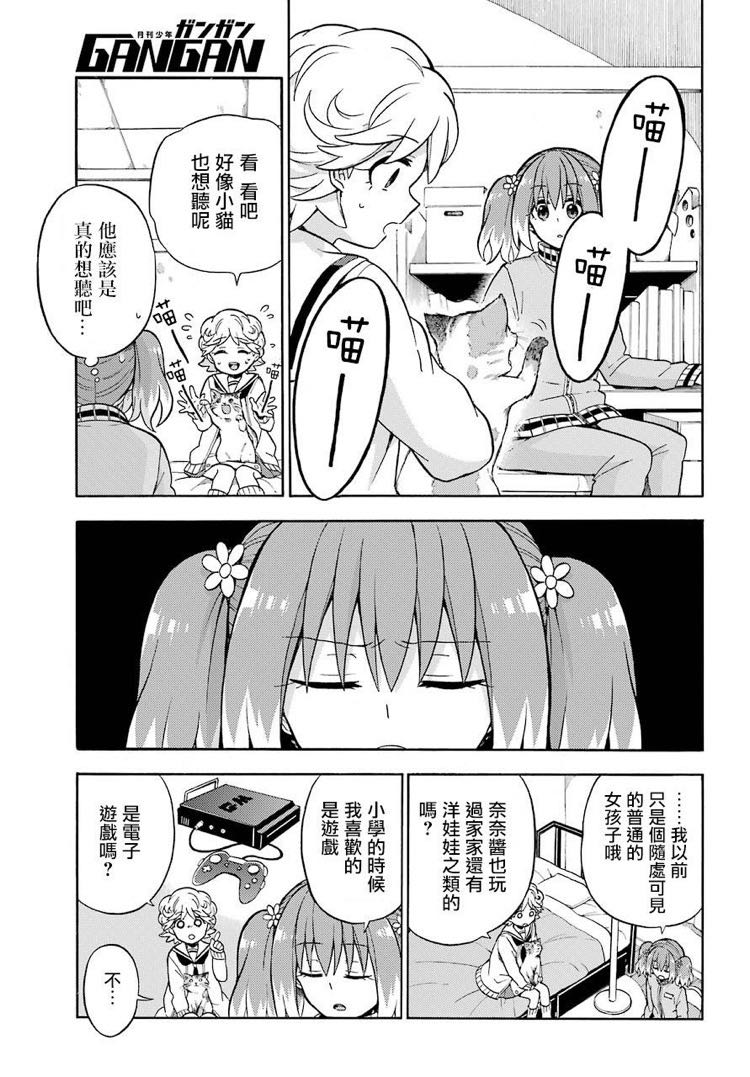 月刊少年
ガンガン
GANGAN
喵ー
喵ー
喵ー
看 看吧
好像小貓
也想聽呢
喵ー
喵ー
喵
他應該是
真的想聽吧…
……我以前
只是個隨處可見
的普通的
女孩子哦
奈奈醬也玩
過家家還有
洋娃娃之類的
嗎？
小學的時候
我喜歡的
是遊戲
GW
是電子
遊戲嗎？
不…